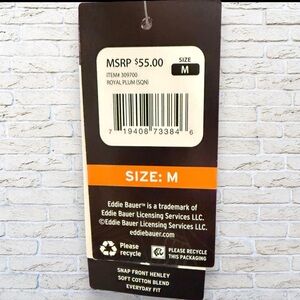 MSRP $55.00
SIZE
M
ITEM# 309700
ROYAL PLUM (SQN)
7 19408 73384 6
SIZE: M
Eddie Bauer™ is a trademark of
Eddie Bauer Licensing Services LLC.
©Eddie Bauer Licensing Services LLC.
eddiebauer.com
Please
recycle
PLEASE RECYCLE
THIS PACKAGING
SNAP FRONT HENLEY
SOFT COTTON BLEND
EVERYDAY FIT